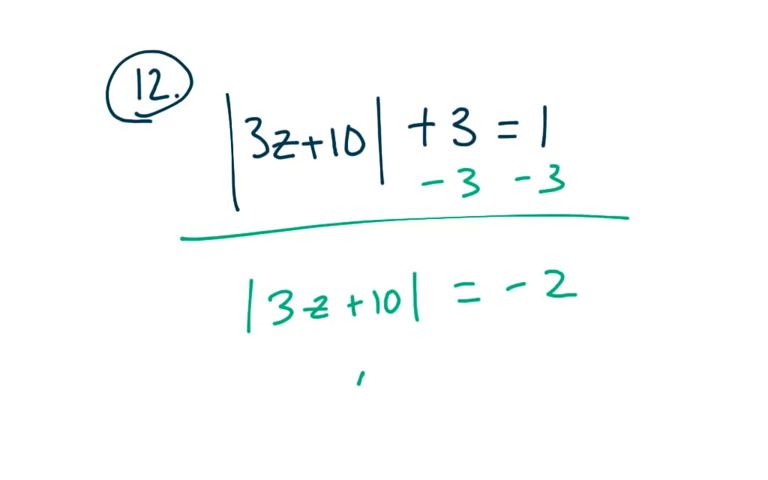 12.
|3z+10| +3 = 1
-3 -3
|3z+10| = -2